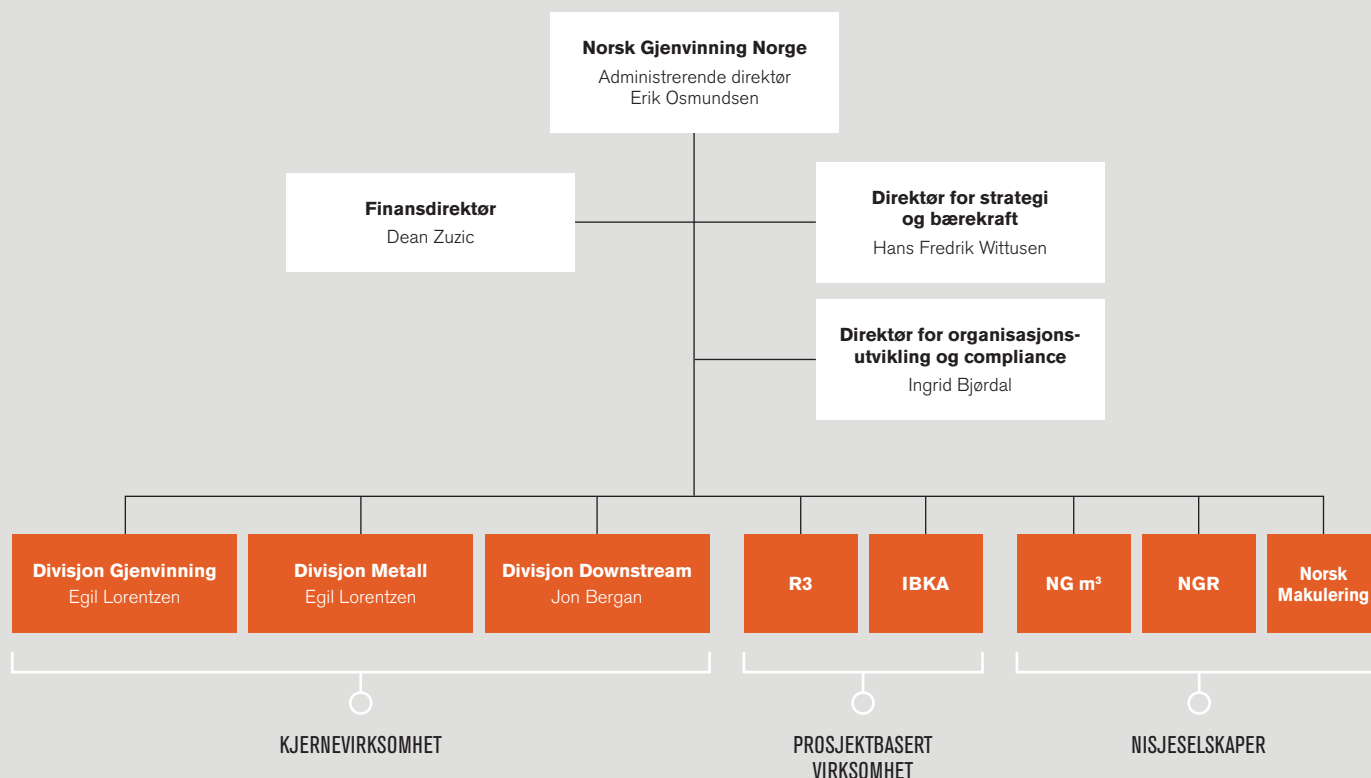 Norsk Gjenvinning Norge
Administrerende direktør
Erik Osmundsen
Finansdirektør
Dean Zuzic
Direktør for strategi
og bærekraft
Hans Fredrik Wittusen
Direktør for organisasjons-
utvikling og compliance
Ingrid Bjørdal
Divisjon Gjenvinning
Egil Lorentzen
Divisjon Metall
Egil Lorentzen
Divisjon Downstream
Jon Bergan
R3
IBKA
NG m³
NGR
Norsk
Makulering
KJERNEVIRKSOMHET
PROSJEKTBASERT
VIRKSOMHET
NISJESELSKAPER